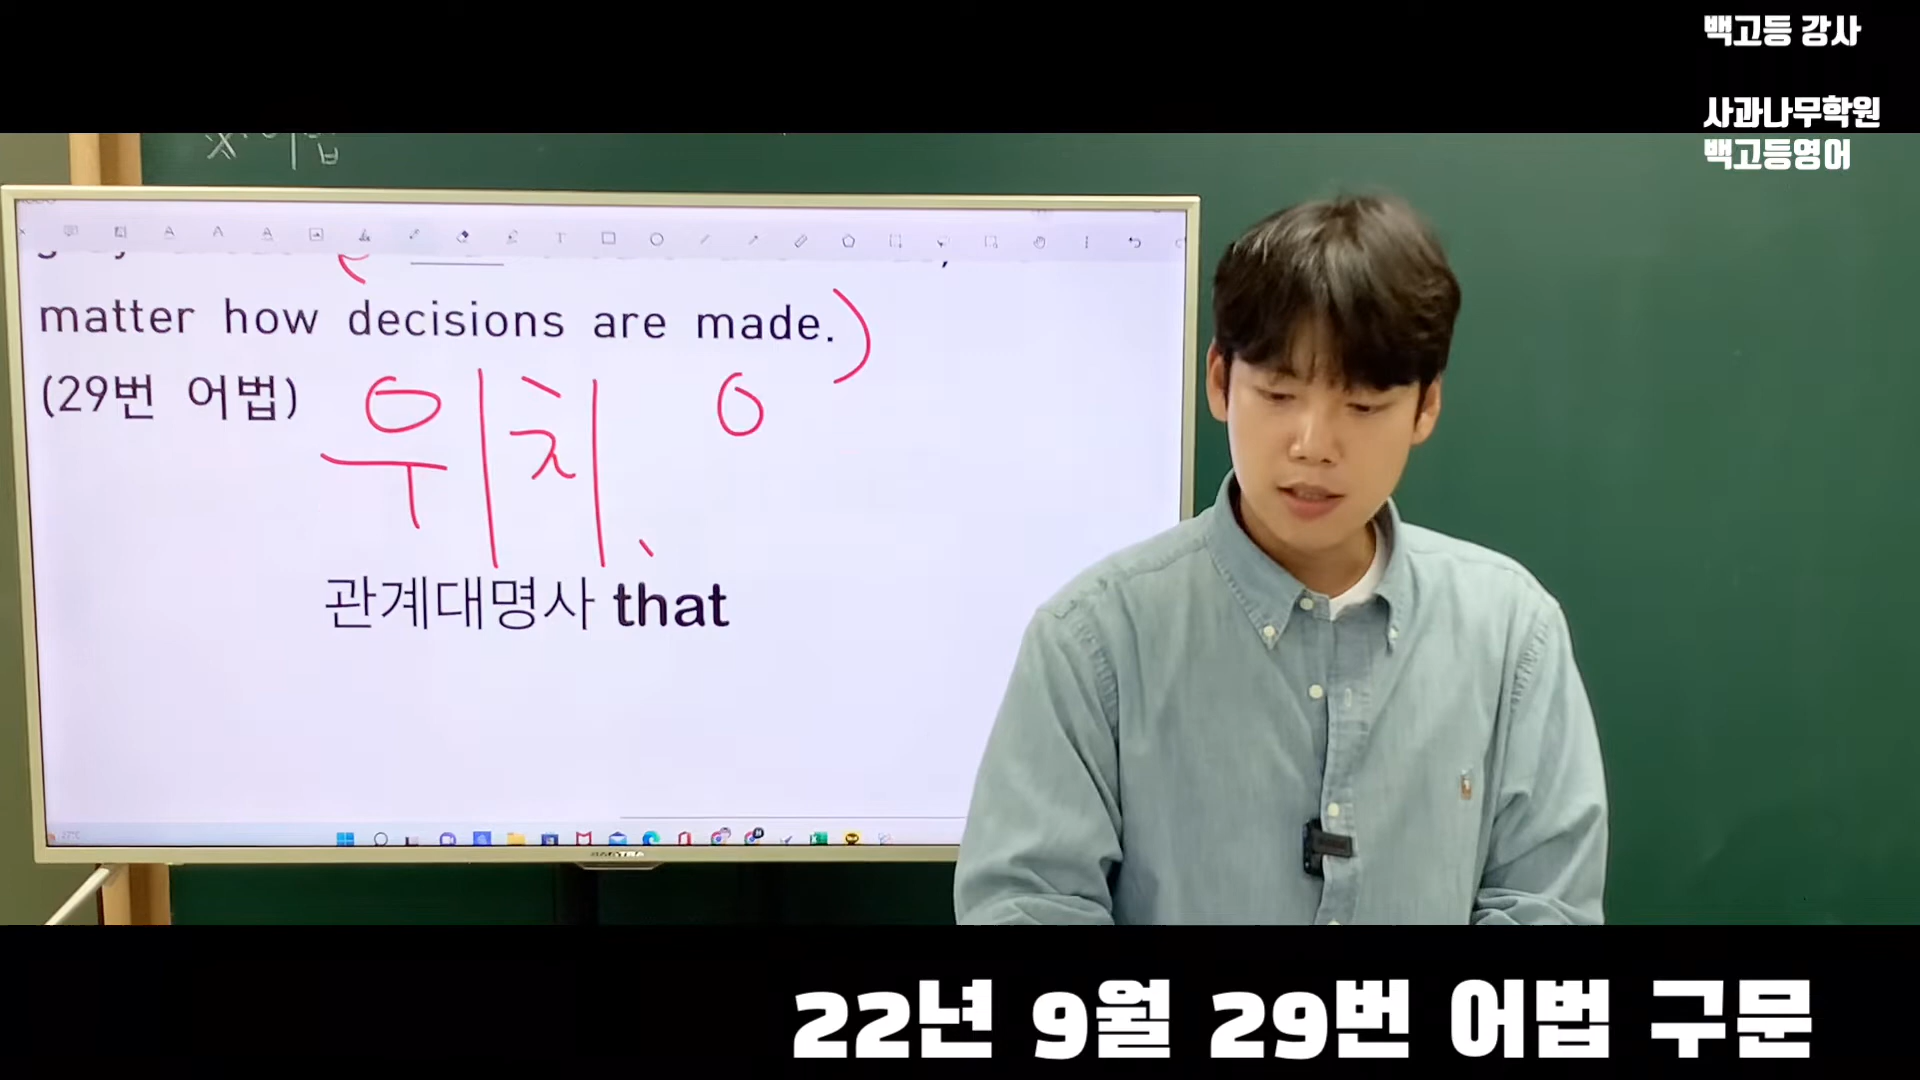 백고등 강사
사과나무학원
백고등영어
matter how decisions are made.
(29번 어법)
위치
관계대명사 that
22년 9월 29번 어법 구문